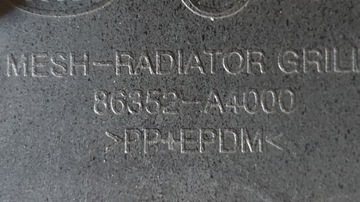 MESH-RADIATOR GRILL
86352-A4000
>PP+EPDM<